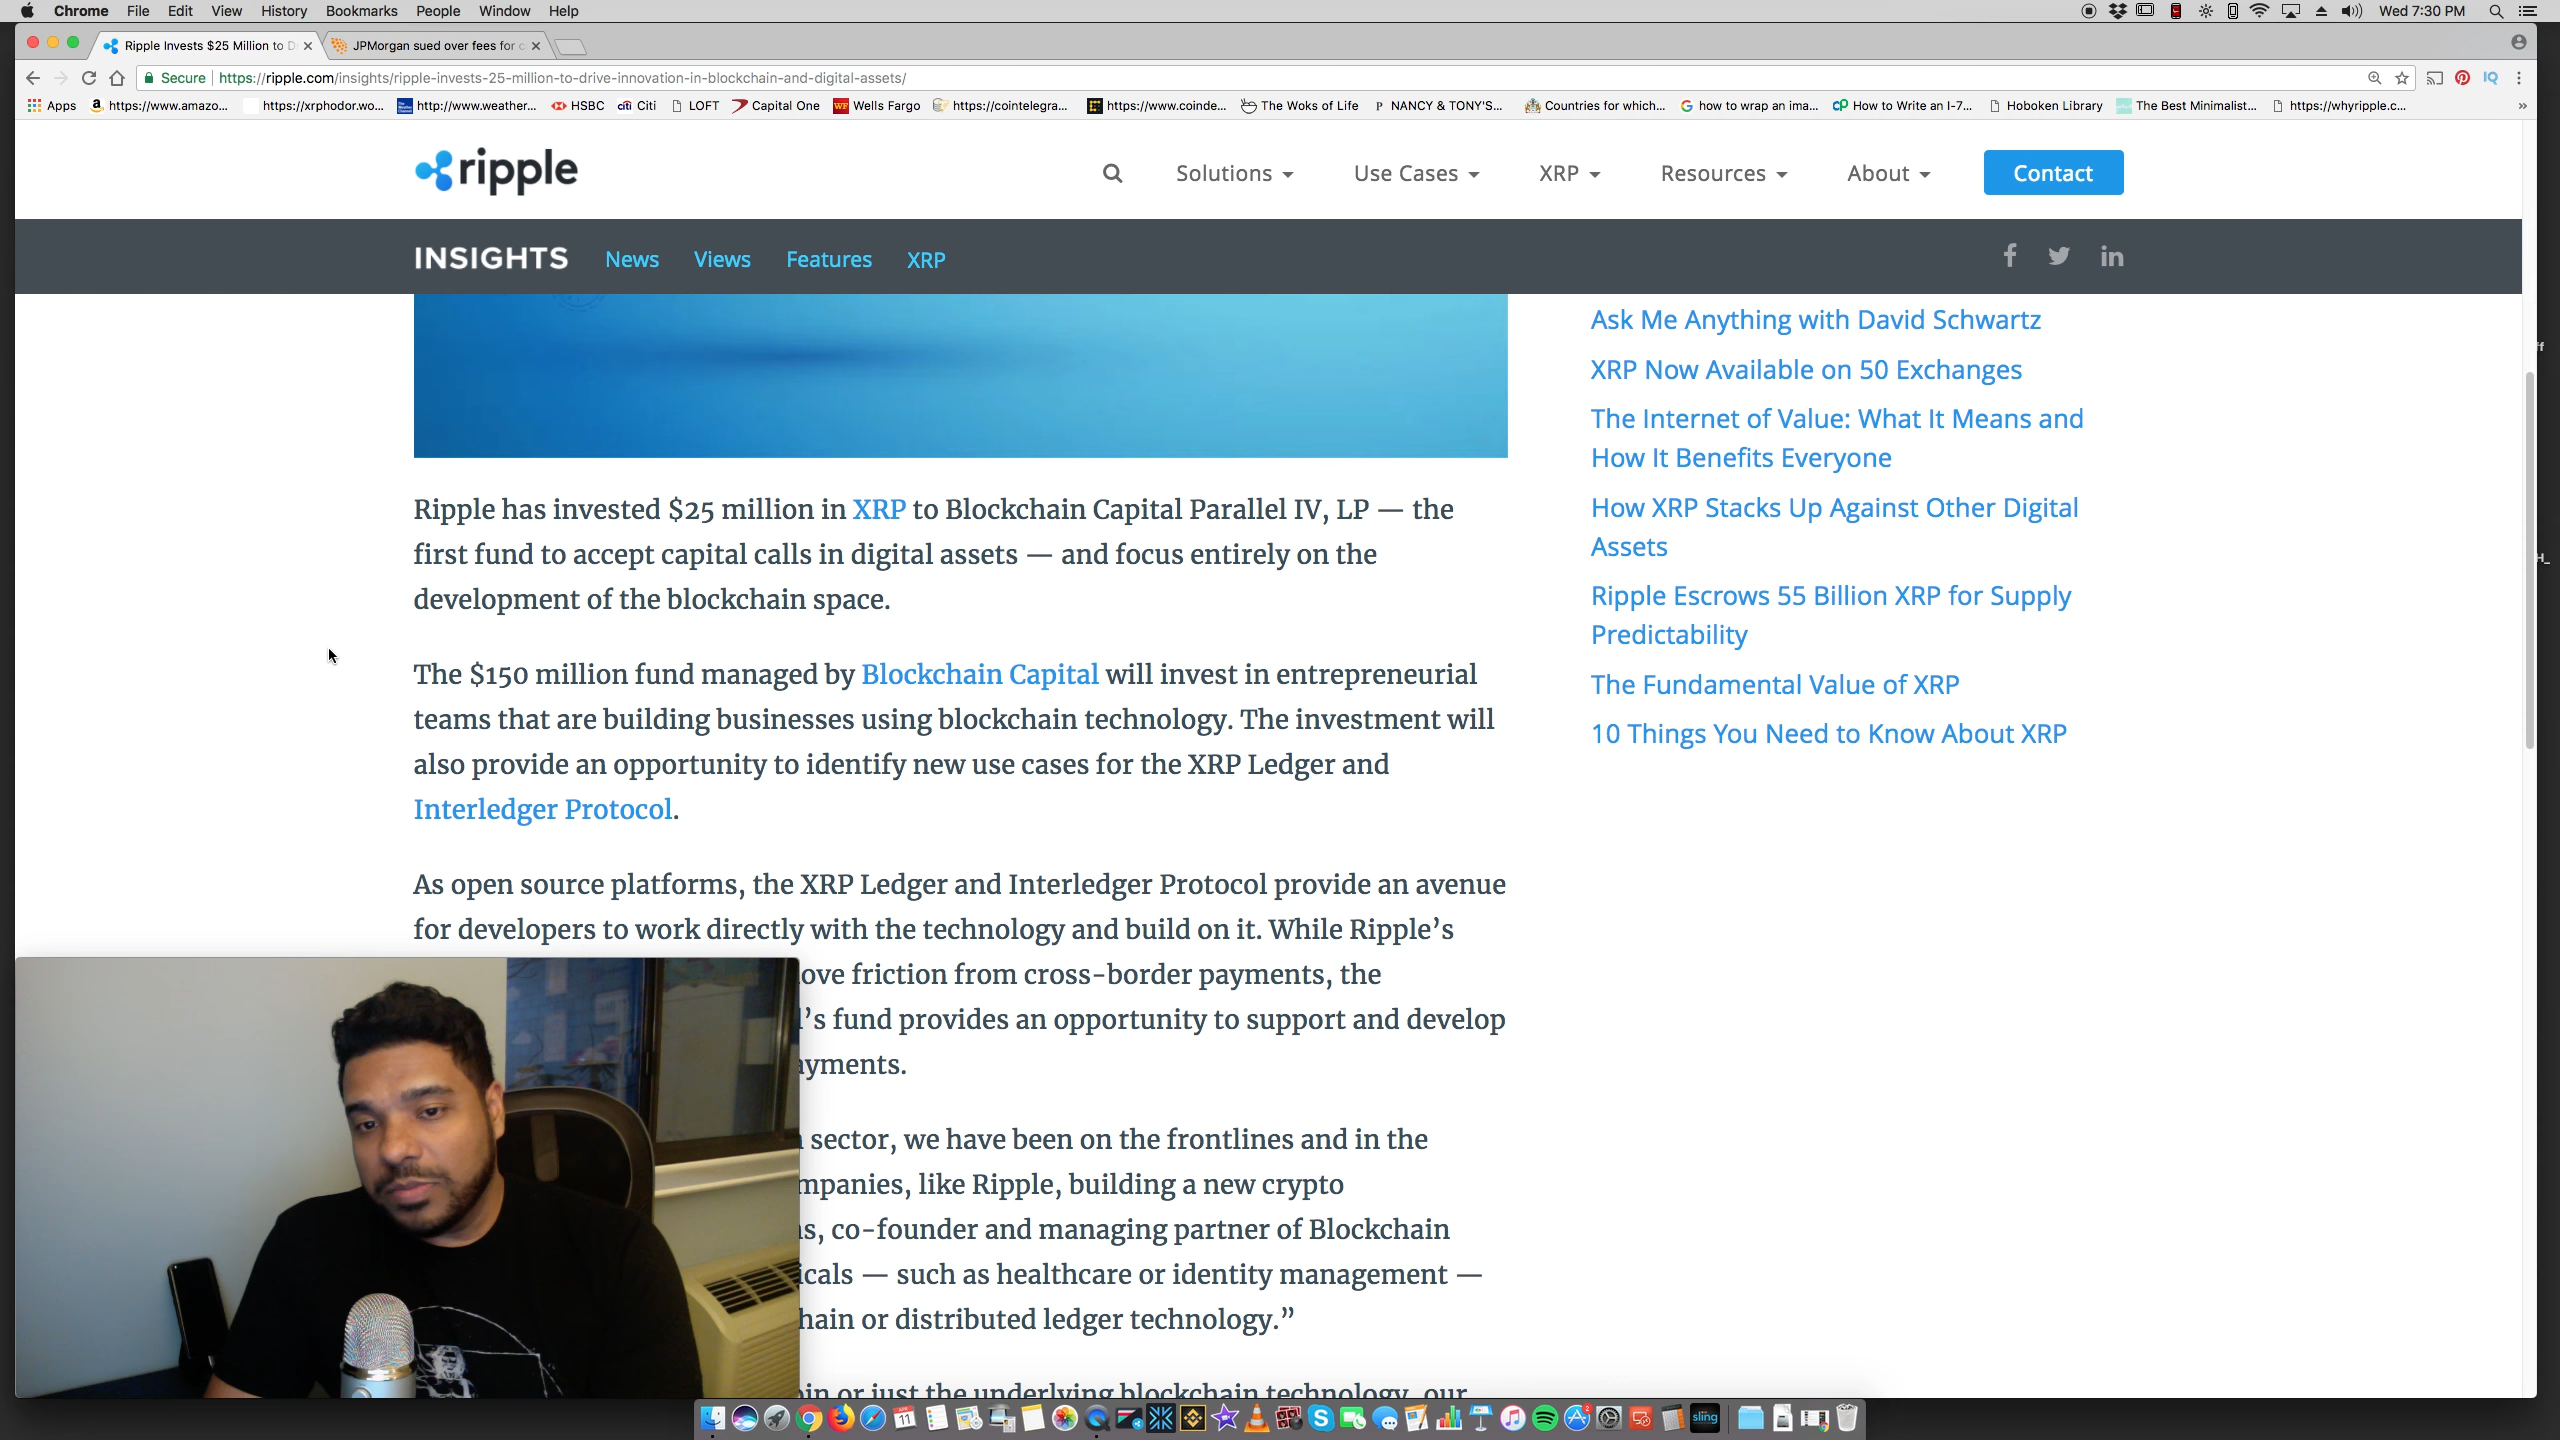 Chrome File Edit View History Bookmarks People Window Help
Wed 7:30 PM
Ripple Invests $25 Million to D
JPMorgan sued over fees for c
Secure
https://ripple.com/insights/ripple-invests-25-million-to-drive-innovation-in-blockchain-and-digital-assets/
Apps https://www.amazo... https://xrphodor.wo... http://www.weather... HSBC Citi LOFT Capital One Wells Fargo https://cointelegra... https://www.coinde... The Woks of Life NANCY & TONY'S... Countries for which... how to wrap an ima... How to Write an I-7... Hoboken Library The Best Minimalist... https://whyripple.c...
ripple
Solutions Use Cases XRP Resources About Contact
INSIGHTS News Views Features XRP
Ripple has invested $25 million in XRP to Blockchain Capital Parallel IV, LP — the
first fund to accept capital calls in digital assets — and focus entirely on the
development of the blockchain space.
The $150 million fund managed by Blockchain Capital will invest in entrepreneurial
teams that are building businesses using blockchain technology. The investment will
also provide an opportunity to identify new use cases for the XRP Ledger and
Interledger Protocol.
As open source platforms, the XRP Ledger and Interledger Protocol provide an avenue
for developers to work directly with the technology and build on it. While Ripple’s
ove friction from cross-border payments, the
’s fund provides an opportunity to support and develop
ayments.
sector, we have been on the frontlines and in the
mpanies, like Ripple, building a new crypto
s, co-founder and managing partner of Blockchain
icals — such as healthcare or identity management —
hain or distributed ledger technology.”
in or just the underlying blockchain technology, our
Ask Me Anything with David Schwartz
XRP Now Available on 50 Exchanges
The Internet of Value: What It Means and
How It Benefits Everyone
How XRP Stacks Up Against Other Digital
Assets
Ripple Escrows 55 Billion XRP for Supply
Predictability
The Fundamental Value of XRP
10 Things You Need to Know About XRP
sling